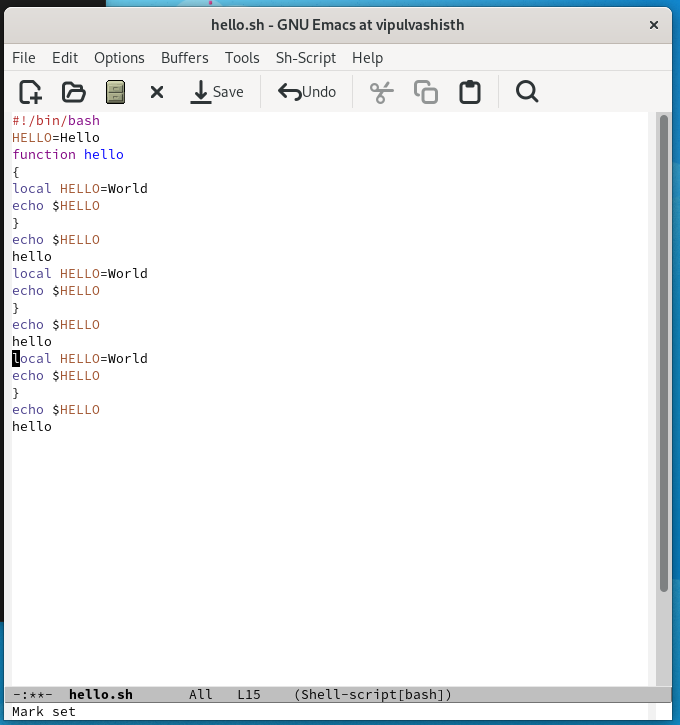 hello.sh - GNU Emacs at vipulvashisth
File Edit Options Buffers Tools Sh-Script Help
Save Undo
#!/bin/bash
HELLO=Hello
function hello
{
local HELLO=World
echo $HELLO
}
echo $HELLO
hello
local HELLO=World
echo $HELLO
}
echo $HELLO
hello
local HELLO=World
echo $HELLO
}
echo $HELLO
hello
-:**- hello.sh All L15 (Shell-script[bash])
Mark set